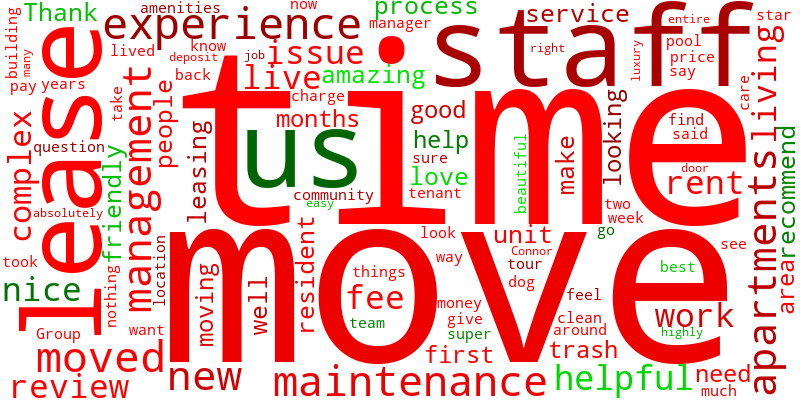 Thank
amenities
now
process
manager
service
entire
star
building
many
experience
staff
lived
know
deposit
back
job
issue
live
amazing
right
luxury
pool
price
say
pay
years
take
people
charge
months
good
looking
care
living
lease
time
us
help
sure
love
tenant
find
said
door
rent
complex
question
management
friendly
leasing
community
easy
beautiful
make
two
week
go
apartments
recommend
absolutely
nothing
location
resident
look
way
unit
Connor
tour
dog
see
area
took
nice
moving
well
move
things
fee
team
money
give
super
feel
clean
around
best
work
highly
Group
want
moved
review
new
maintenance
first
trash
helpful
need
much